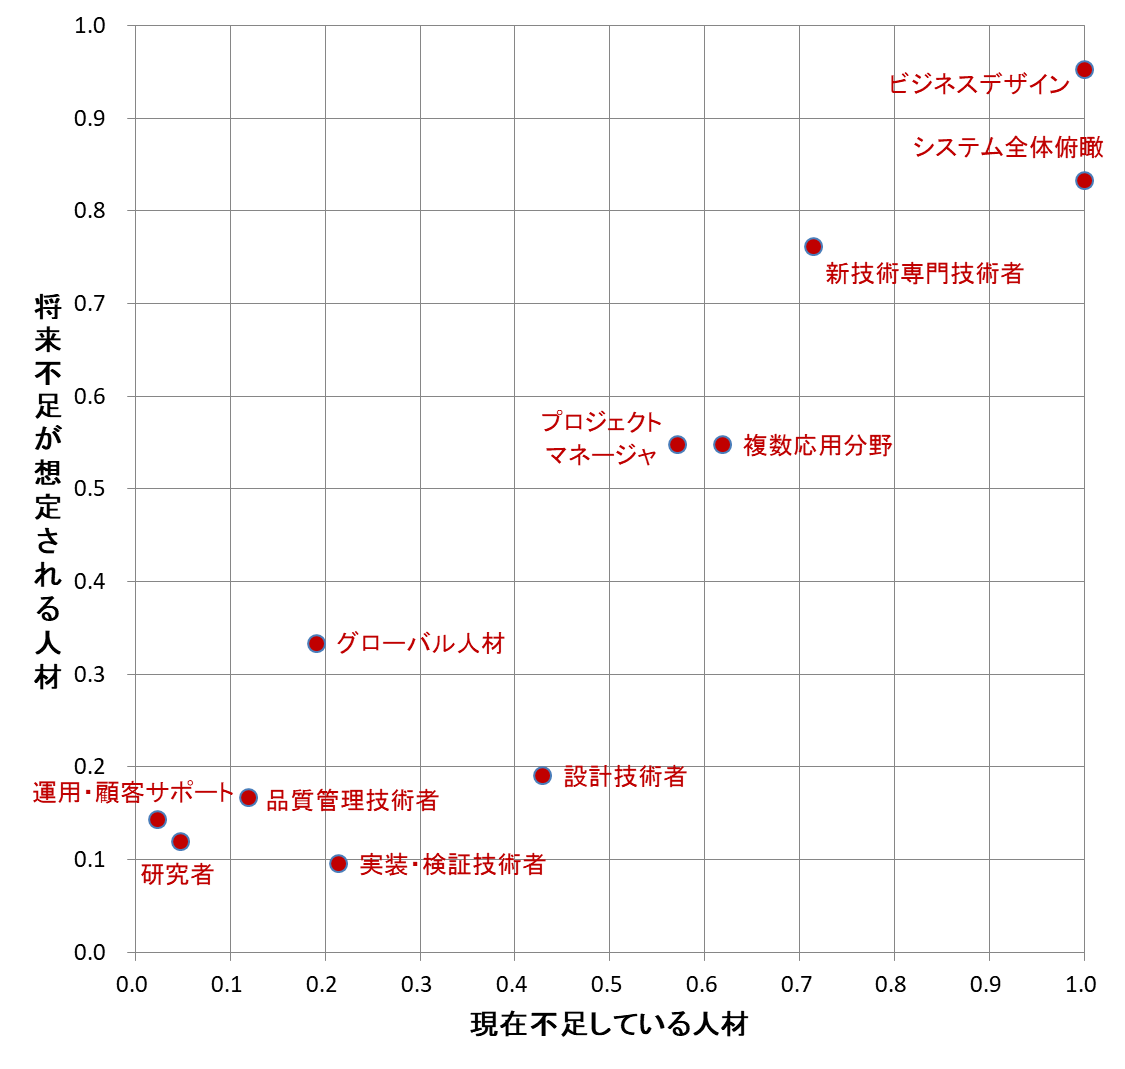 1.0
0.9
0.8
0.7
0.6
0.5
0.4
0.3
0.2
0.1
0.0
将来不足が想定される人材
ビジネスデザイン
システム全体俯瞰
新技術専門技術者
プロジェクト
マネージャ
複数応用分野
グローバル人材
設計技術者
運用・顧客サポート
品質管理技術者
実装・検証技術者
研究者
0.0 0.1 0.2 0.3 0.4 0.5 0.6 0.7 0.8 0.9 1.0
現在不足している人材